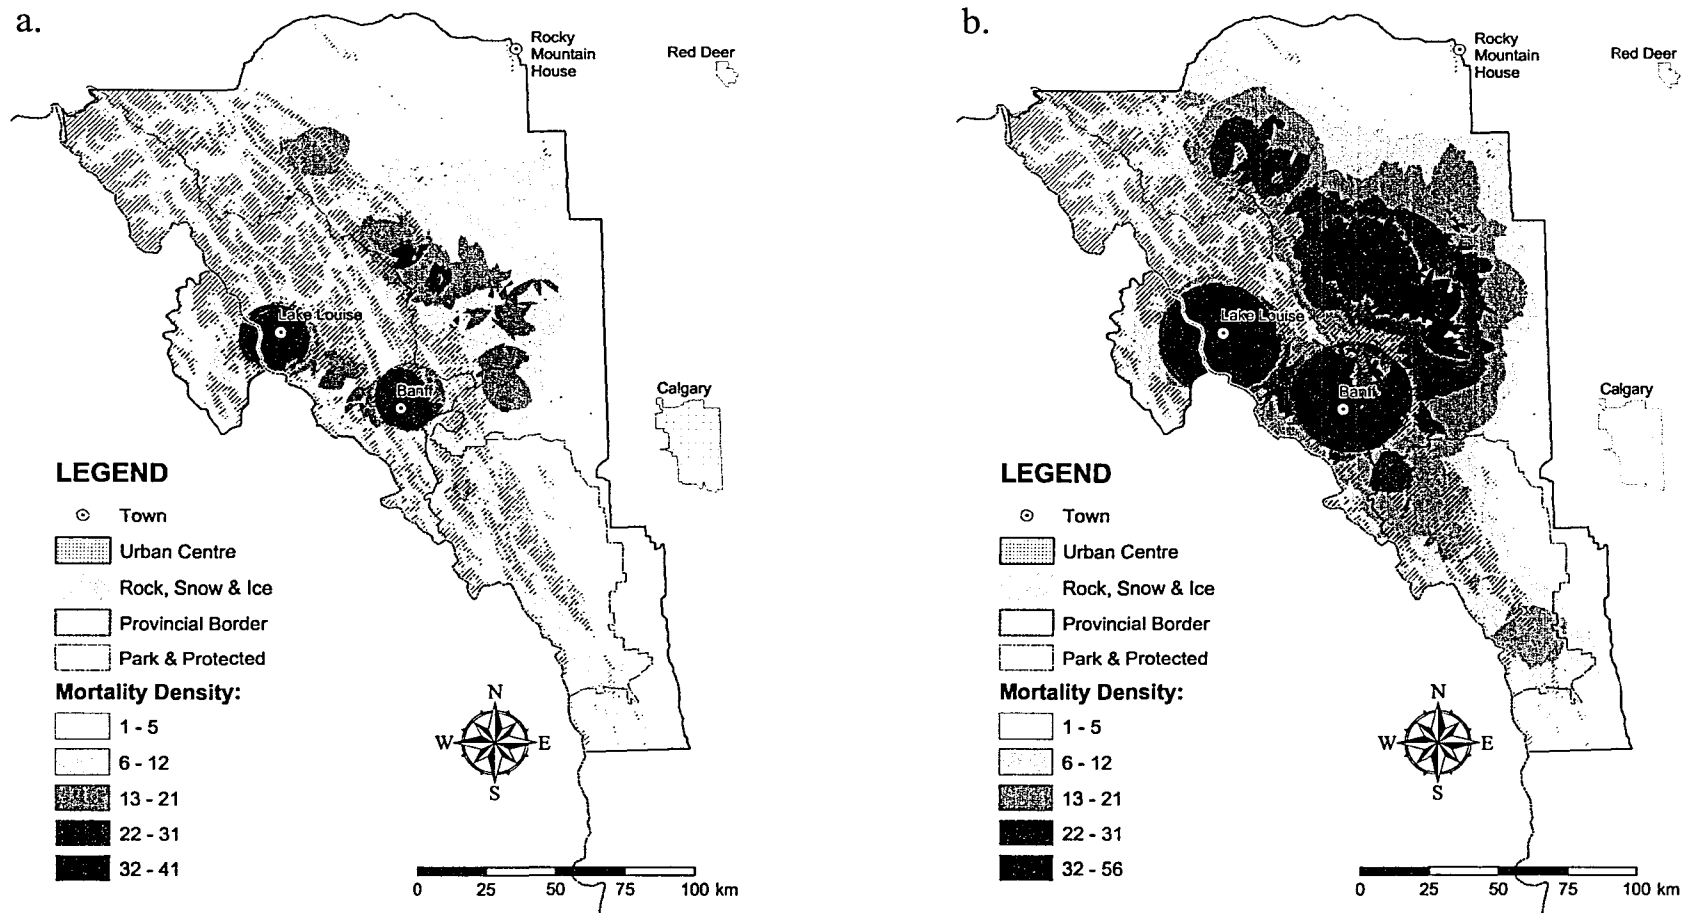 a.
Rocky
Mountain
House
Red Deer
Lake Louise
Banff
Calgary
LEGEND
Town
Urban Centre
Rock, Snow & Ice
Provincial Border
Park & Protected
Mortality Density:
1 - 5
6 - 12
13 - 21
22 - 31
32 - 41
N
W
E
S
0 25 50 75 100 km
b.
Rocky
Mountain
House
Red Deer
Lake Louise
Banff
Calgary
LEGEND
Town
Urban Centre
Rock, Snow & Ice
Provincial Border
Park & Protected
Mortality Density:
1 - 5
6 - 12
13 - 21
22 - 31
32 - 56
N
W
E
S
0 25 50 75 100 km